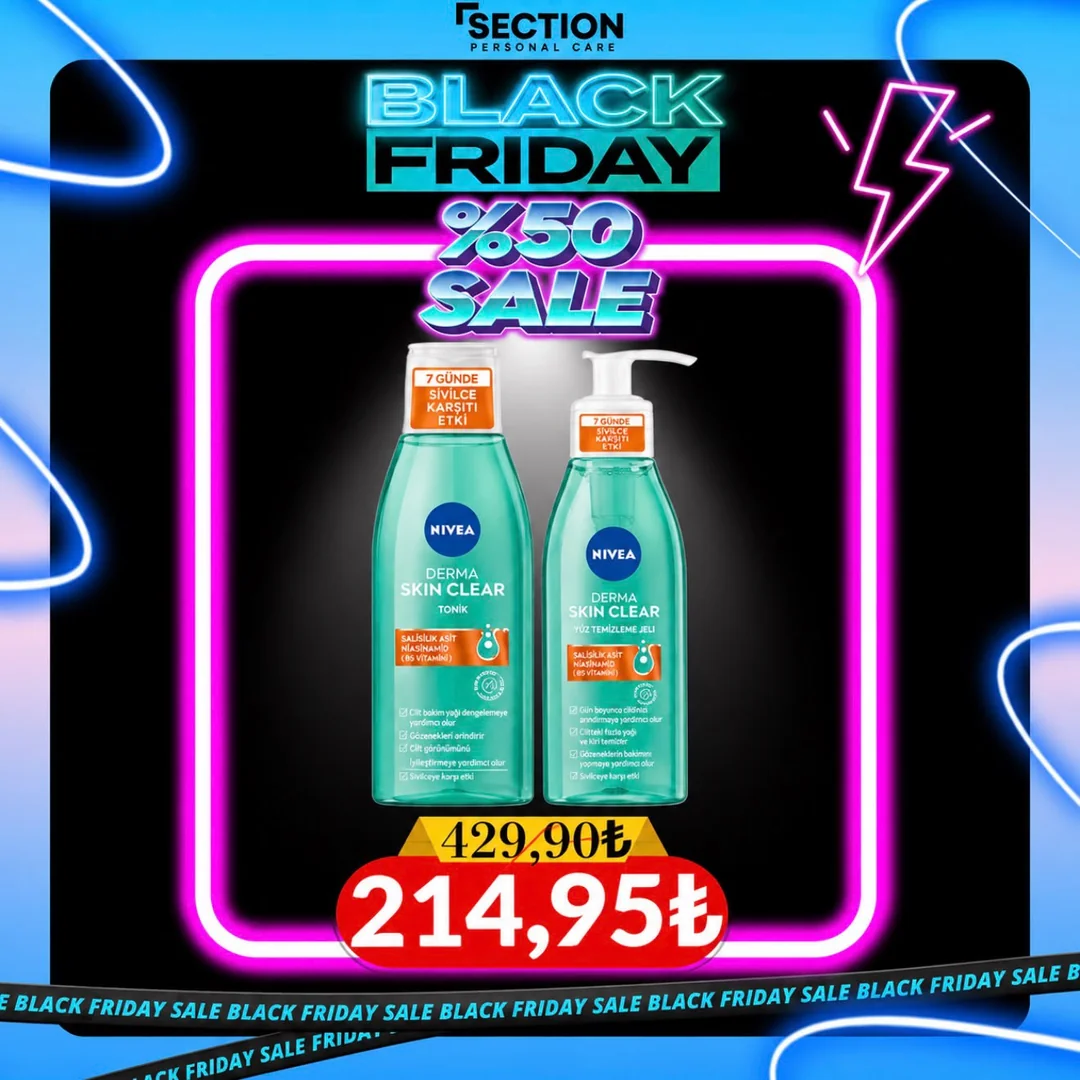 SECTION
PERSONAL CARE
BLACK
FRIDAY
%50
SALE
7 GÜNDE
SİVİLCE
KARŞITI
ETKİ
NIVEA
DERMA
SKIN CLEAR
TONİK
SALİSİLİK ASİT
NİASİNAMİD
(B5 VİTAMİNİ)
Cilt bakım yağı dengelemeye
yardımcı olur
Gözenekleri arındırır
Cilt görünümünü
iyileştirmeye yardımcı olur
Sivilceye karşı etki
7 GÜNDE
SİVİLCE
KARŞITI
ETKİ
NIVEA
DERMA
SKIN CLEAR
YÜZ TEMİZLEME JELİ
SALİSİLİK ASİT
NİASİNAMİD
(B5 VİTAMİNİ)
Gün boyunca cildinizi
arındırmaya yardımcı olur
Ciltteki fazla yağı
ve kiri temizler
Gözeneklerin bakımını
yapmaya yardımcı olur
Sivilceye karşı etki
429,90₺
214,95₺
E BLACK FRIDAY SALE BLACK FRIDAY SALE BLACK FRIDAY SALE BLACK FRIDAY SALE BLACK FRIDAY SALE B
ACK FRIDAY SALE FRIDAY